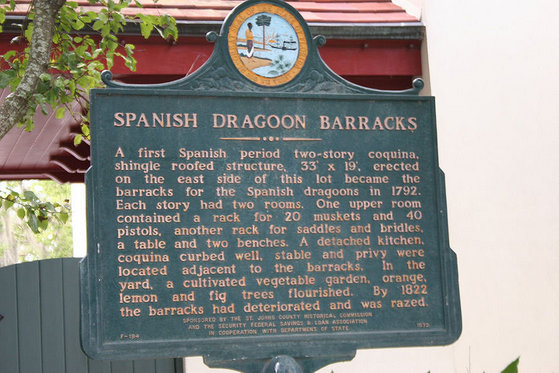 SPANISH DRAGOON BARRACKS
A first Spanish period two-story coquina,
shingle roofed structure, 33' x 19', erected
on the east side of this lot became the
barracks for the Spanish dragoons in 1792.
Each story had two rooms. One upper room
contained a rack for 20 muskets and 40
pistols, another rack for saddles and bridles,
a table and two benches. A detached kitchen,
coquina curbed well, stable and privy were
located adjacent to the barracks. In the
yard, a cultivated vegetable garden, orange,
lemon and fig trees flourished. By 1822
the barracks had deteriorated and was razed.
SPONSORED BY THE ST. JOHNS COUNTY HISTORICAL COMMISSION
AND THE SECURITY FEDERAL SAVINGS & LOAN ASSOCIATION
F-194 IN COOPERATION WITH DEPARTMENT OF STATE